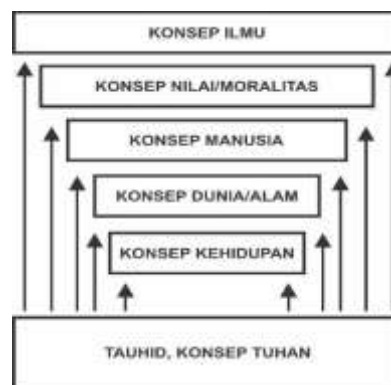 KONSEP ILMU
KONSEP NILAI/MORALITAS
KONSEP MANUSIA
KONSEP DUNIA/ALAM
KONSEP KEHIDUPAN
TAUHID, KONSEP TUHAN